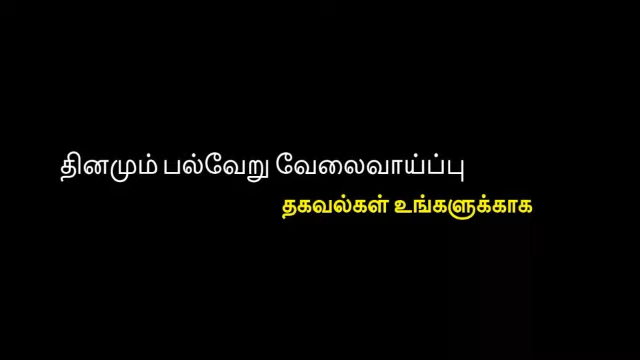 தினமும் பல்வேறு வேலைவாய்ப்பு
தகவல்கள் உங்களுக்காக